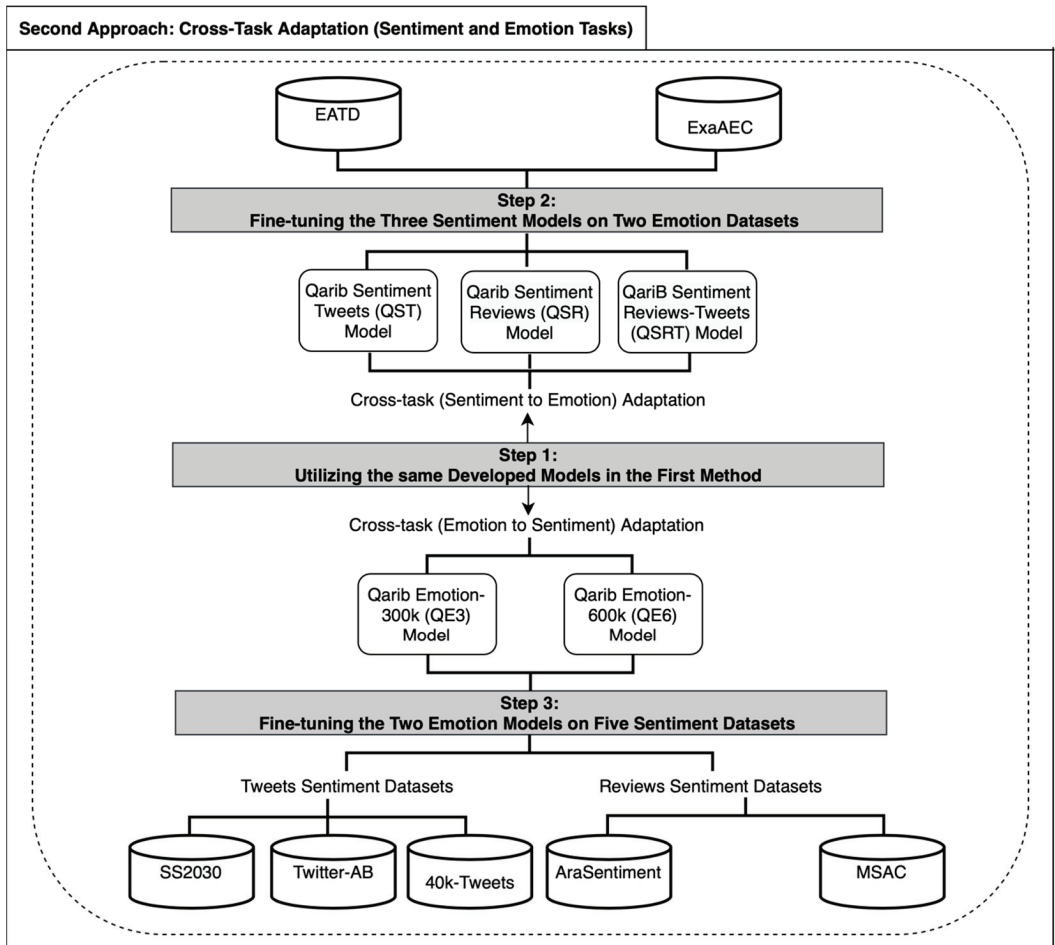 Second Approach: Cross-Task Adaptation (Sentiment and Emotion Tasks)
EATD
ExaAEC
Step 2:
Fine-tuning the Three Sentiment Models on Two Emotion Datasets
Qarib Sentiment
Tweets (QST)
Model
Qarib Sentiment
Reviews (QSR)
Model
QariB Sentiment
Reviews-Tweets
(QSRT) Model
Cross-task (Sentiment to Emotion) Adaptation
Step 1:
Utilizing the same Developed Models in the First Method
Cross-task (Emotion to Sentiment) Adaptation
Qarib Emotion-
300k (QE3)
Model
Qarib Emotion-
600k (QE6)
Model
Step 3:
Fine-tuning the Two Emotion Models on Five Sentiment Datasets
Tweets Sentiment Datasets
Reviews Sentiment Datasets
SS2030
Twitter-AB
40k-Tweets
AraSentiment
MSAC